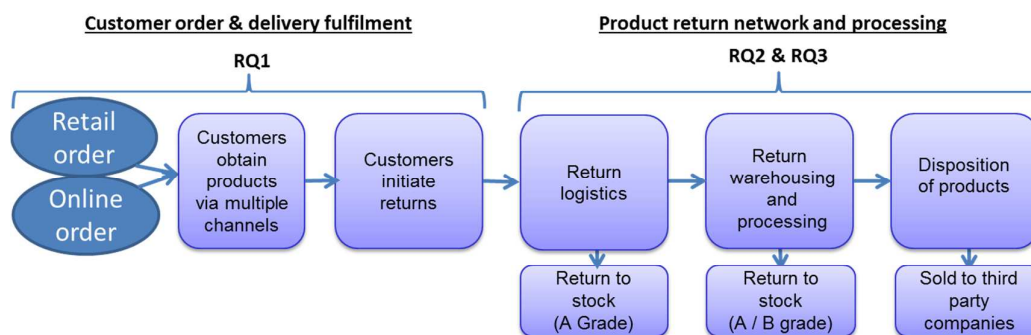 Customer order & delivery fulfilment
Product return network and processing
RQ1
RQ2 & RQ3
Retail
order
Online
order
Customers
obtain
products
via multiple
channels
Customers
initiate
returns
Return
logistics
Return
warehousing
and
processing
Disposition
of products
Return to
stock
(A Grade)
Return to
stock
(A / B grade)
Sold to third
party
companies